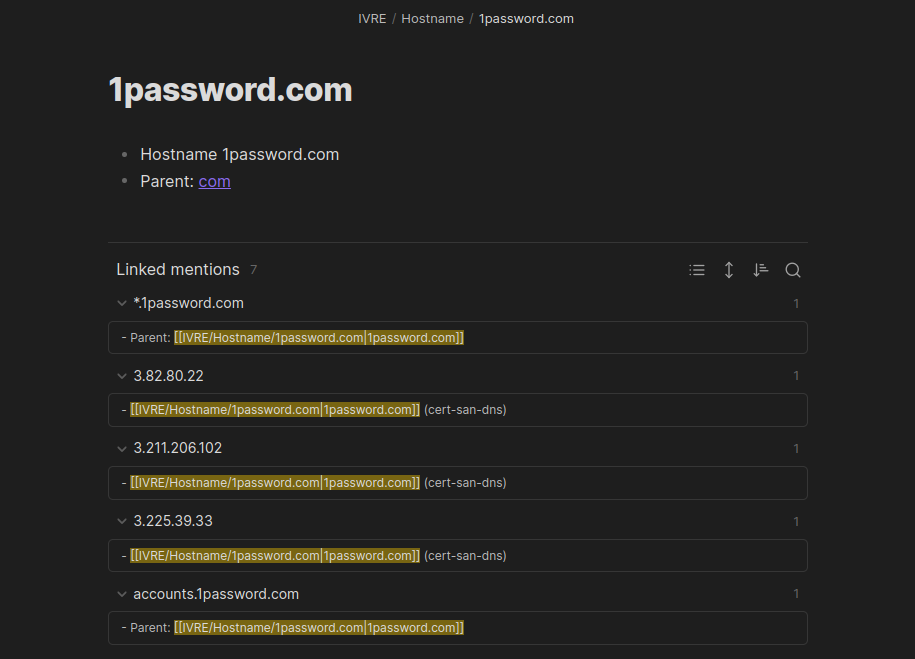 IVRE / Hostname / 1password.com
1password.com
Hostname 1password.com
Parent: com
Linked mentions 7
*.1password.com 1
- Parent: [[IVRE/Hostname/1password.com|1password.com]]
3.82.80.22 1
- [[IVRE/Hostname/1password.com|1password.com]] (cert-san-dns)
3.211.206.102 1
- [[IVRE/Hostname/1password.com|1password.com]] (cert-san-dns)
3.225.39.33 1
- [[IVRE/Hostname/1password.com|1password.com]] (cert-san-dns)
accounts.1password.com 1
- Parent: [[IVRE/Hostname/1password.com|1password.com]]